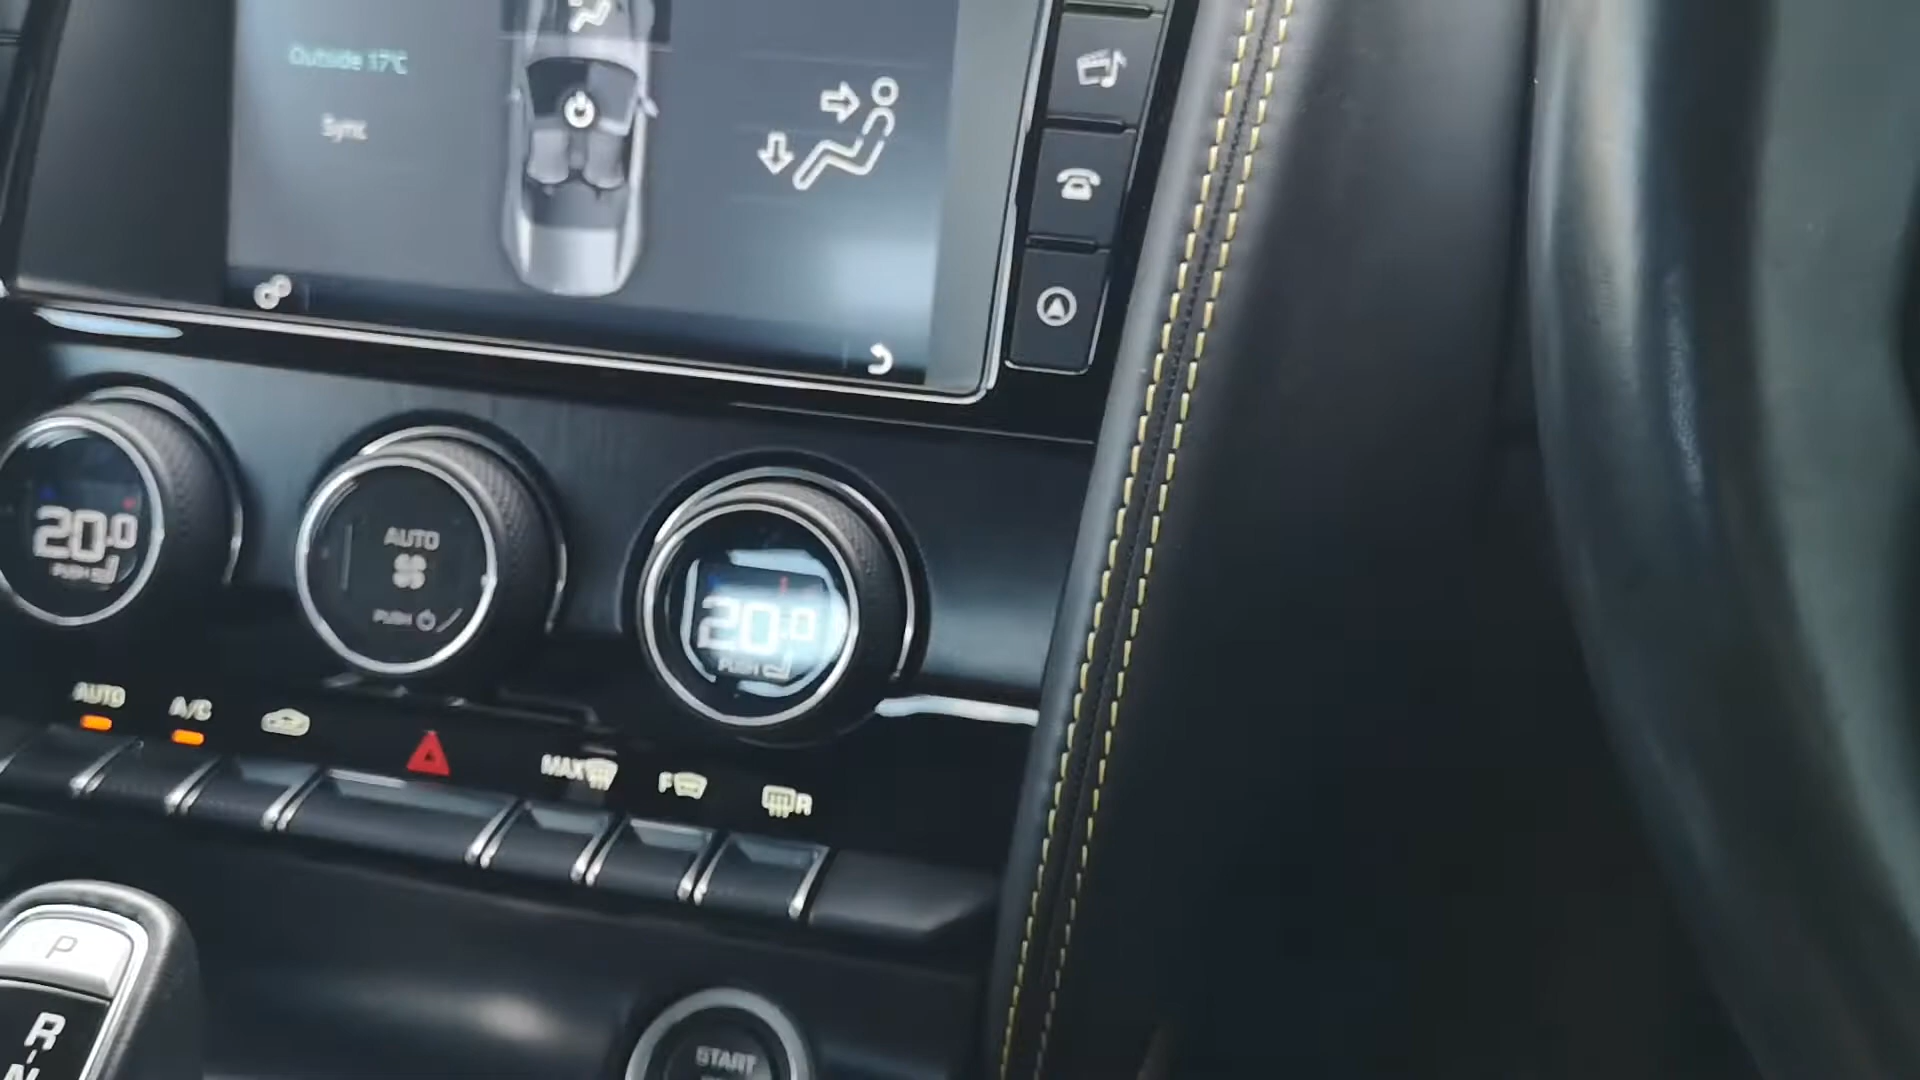 Outside 17°C
Sync
20.0
PUSH
AUTO
PUSH
20.0
PUSH
AUTO
A/C
MAX
F
R
P
R
N
START